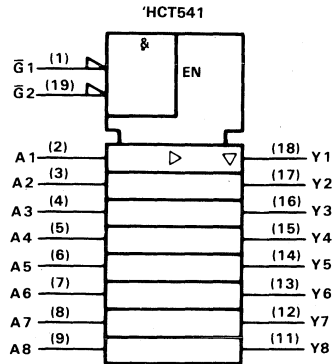 'HCT541
&
EN
G̅1 (1)
G̅2 (19)
A1 (2) (18) Y1
A2 (3) (17) Y2
A3 (4) (16) Y3
A4 (5) (15) Y4
A5 (6) (14) Y5
A6 (7) (13) Y6
A7 (8) (12) Y7
A8 (9) (11) Y8